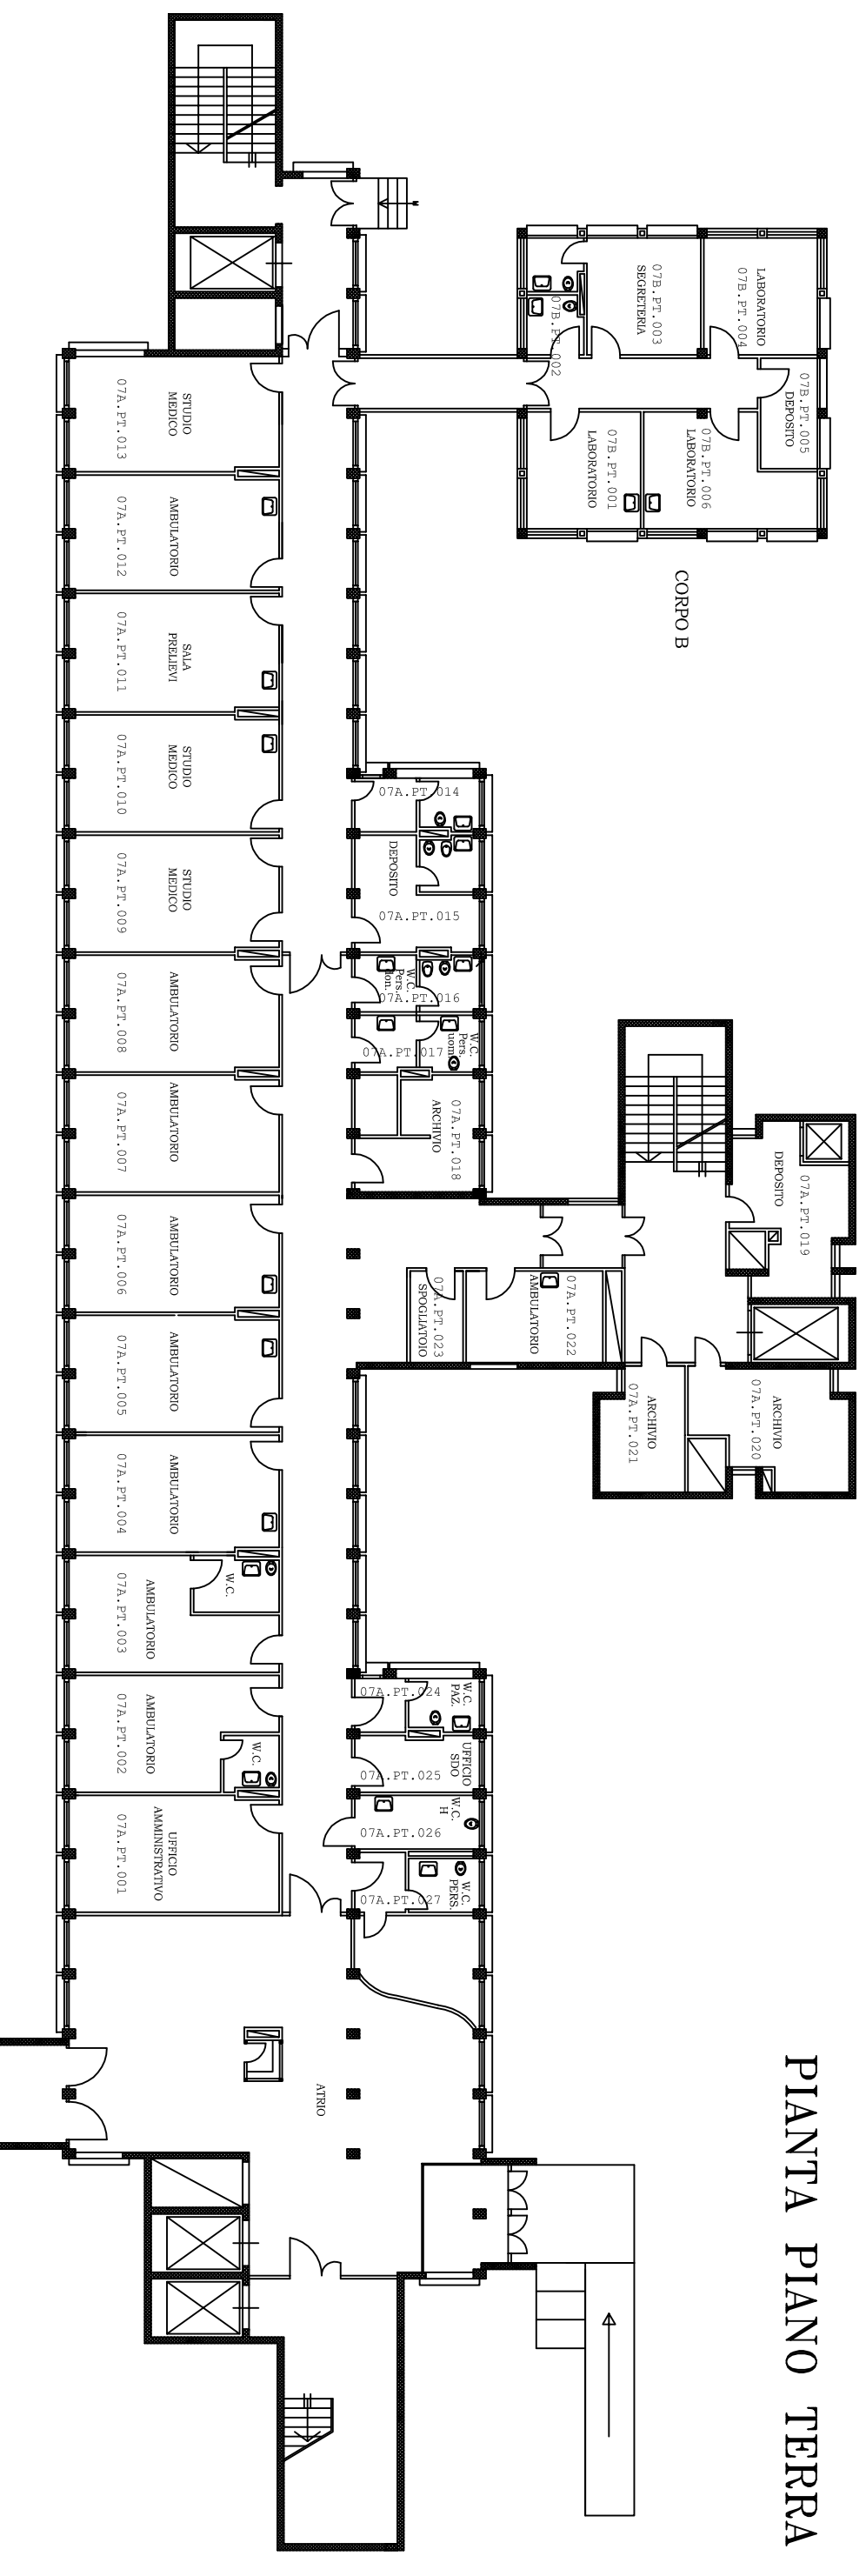 PIANTA PIANO TERRA
CORPO B
LABORATORIO
07B.PT.004
07B.PT.003
SEGRETERIA
07B.PT.002
07B.PT.005
DEPOSITO
07B.PT.006
LABORATORIO
07B.PT.001
LABORATORIO
STUDIO
MEDICO
07A.PT.013
AMBULATORIO
07A.PT.012
SALA
PRELIEVI
07A.PT.011
STUDIO
MEDICO
07A.PT.010
STUDIO
MEDICO
07A.PT.009
AMBULATORIO
07A.PT.008
AMBULATORIO
07A.PT.007
AMBULATORIO
07A.PT.006
AMBULATORIO
07A.PT.005
AMBULATORIO
07A.PT.004
W.C.
AMBULATORIO
07A.PT.003
W.C.
AMBULATORIO
07A.PT.002
UFFICIO
AMMINISTRATIVO
07A.PT.001
07A.PT.014
DEPOSITO
07A.PT.015
W.C.
Pers.
don.
07A.PT.016
W.C.
Pers.
uom.
07A.PT.017
07A.PT.018
ARCHIVIO
07A.PT.019
DEPOSITO
ARCHIVIO
07A.PT.020
ARCHIVIO
07A.PT.021
07A.PT.022
AMBULATORIO
07A.PT.023
SPOGLIATOIO
W.C.
PAZ.
07A.PT.024
UFFICIO
SDO
07A.PT.025
W.C.
H
07A.PT.026
W.C.
PERS.
07A.PT.027
ATRIO